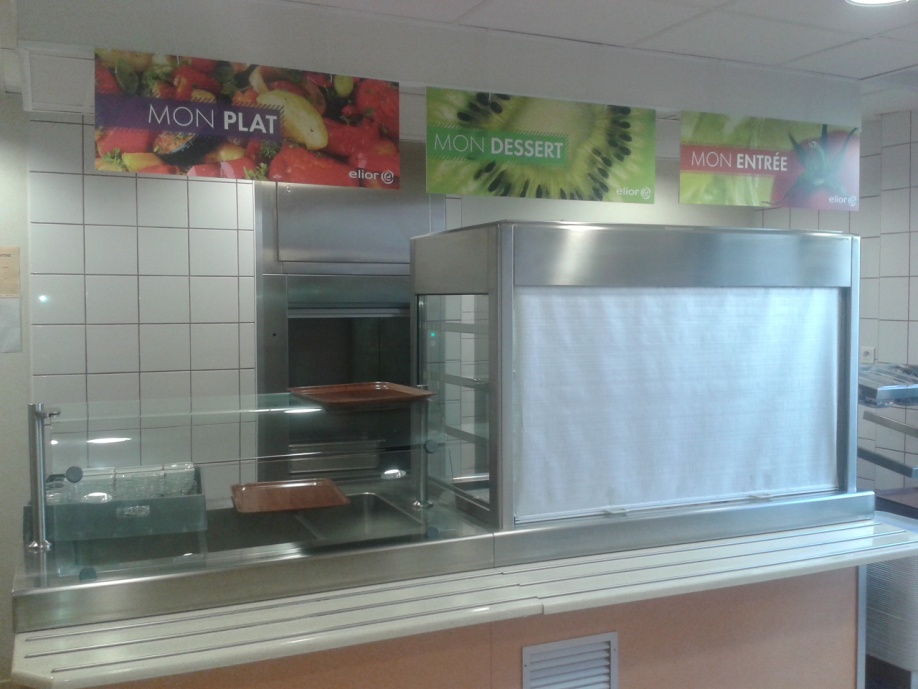 MON PLAT
elior
MON DESSERT
elior
MON ENTRÉE
elior